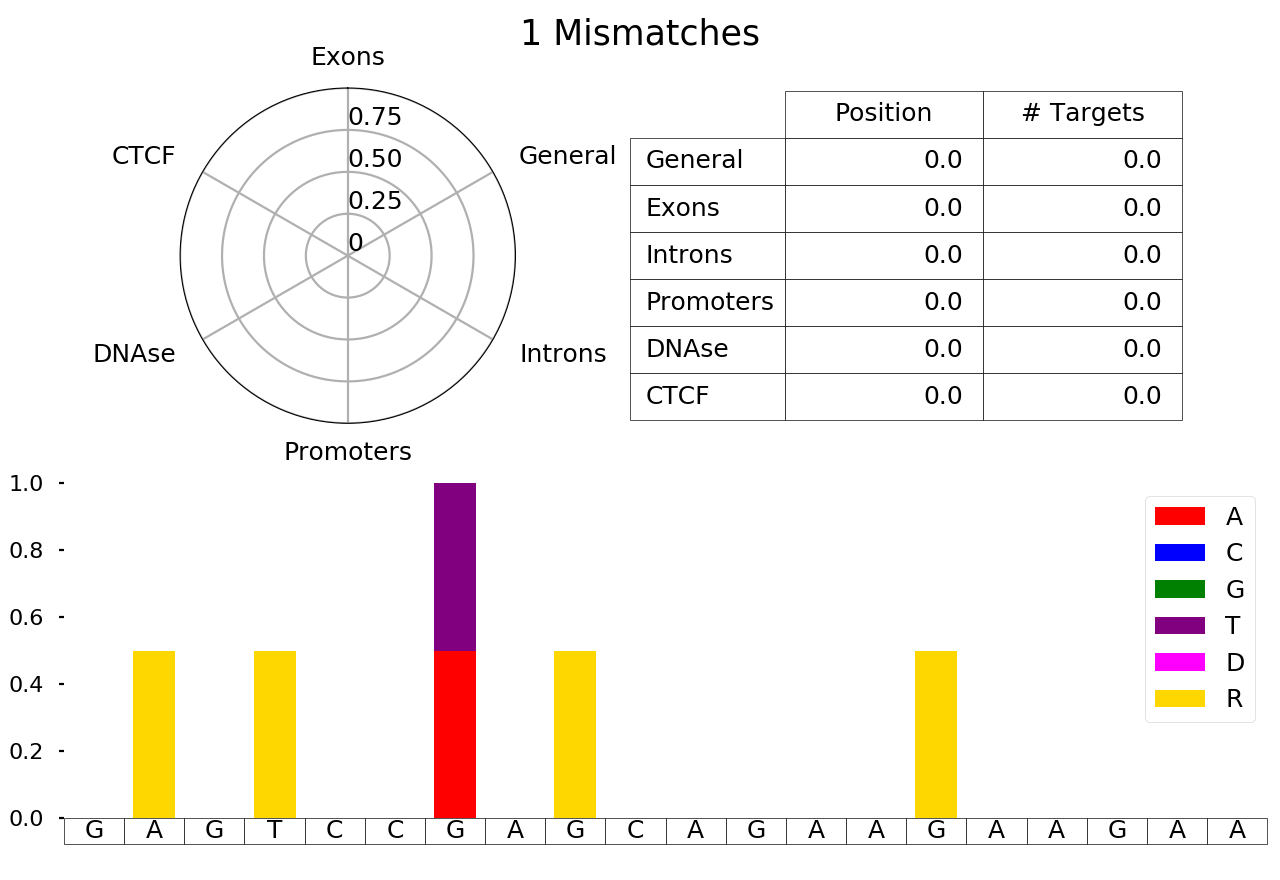 1 Mismatches
Exons
CTCF
General
DNAse
Introns
Promoters
0.75
0.50
0.25
0
Position # Targets
General 0.0 0.0
Exons 0.0 0.0
Introns 0.0 0.0
Promoters 0.0 0.0
DNAse 0.0 0.0
CTCF 0.0 0.0
1.0
0.8
0.6
0.4
0.2
0.0
A
C
G
T
D
R
G A G T C C G A G C A G A A G A A G A A